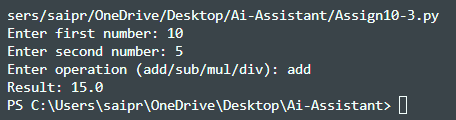 sers/saipr/OneDrive/Desktop/Ai-Assistant/Assign10-3.py
Enter first number: 10
Enter second number: 5
Enter operation (add/sub/mul/div): add
Result: 15.0
PS C:\Users\saipr\OneDrive\Desktop\Ai-Assistant>